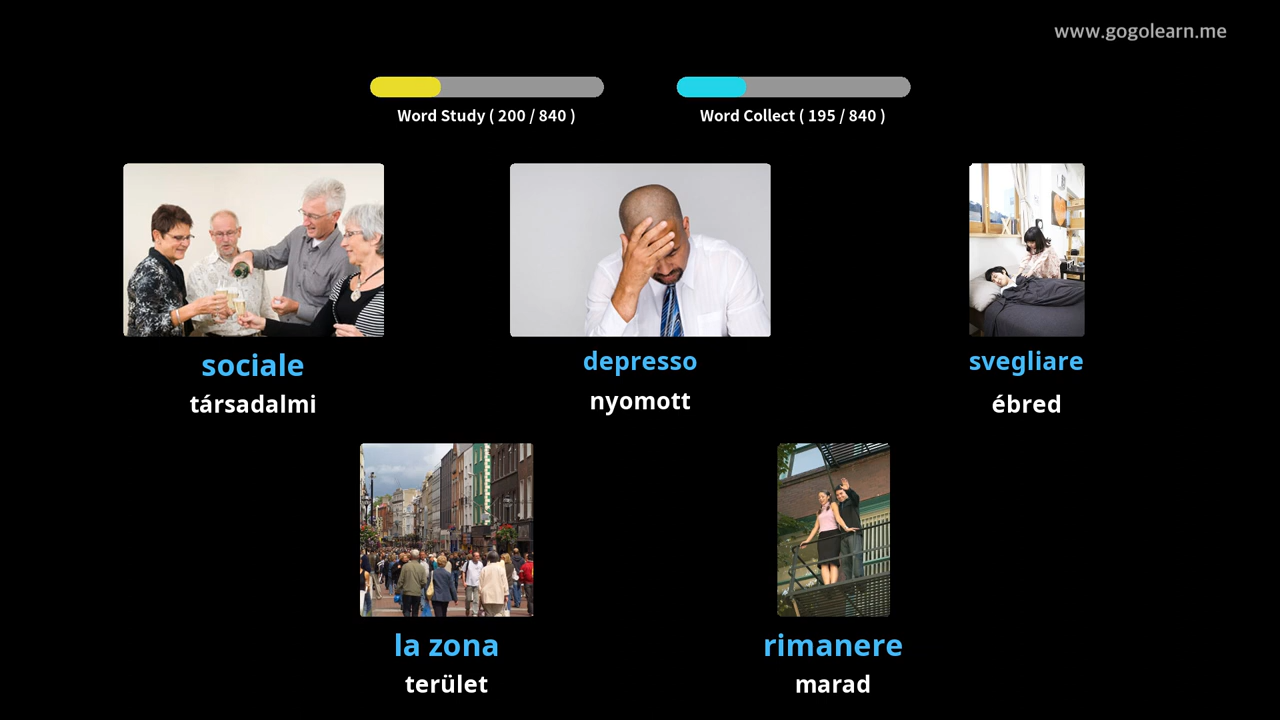 www.gogolearn.me
Word Study ( 200 / 840 )
Word Collect ( 195 / 840 )
sociale
társadalmi
depresso
nyomott
svegliare
ébred
la zona
terület
rimanere
marad